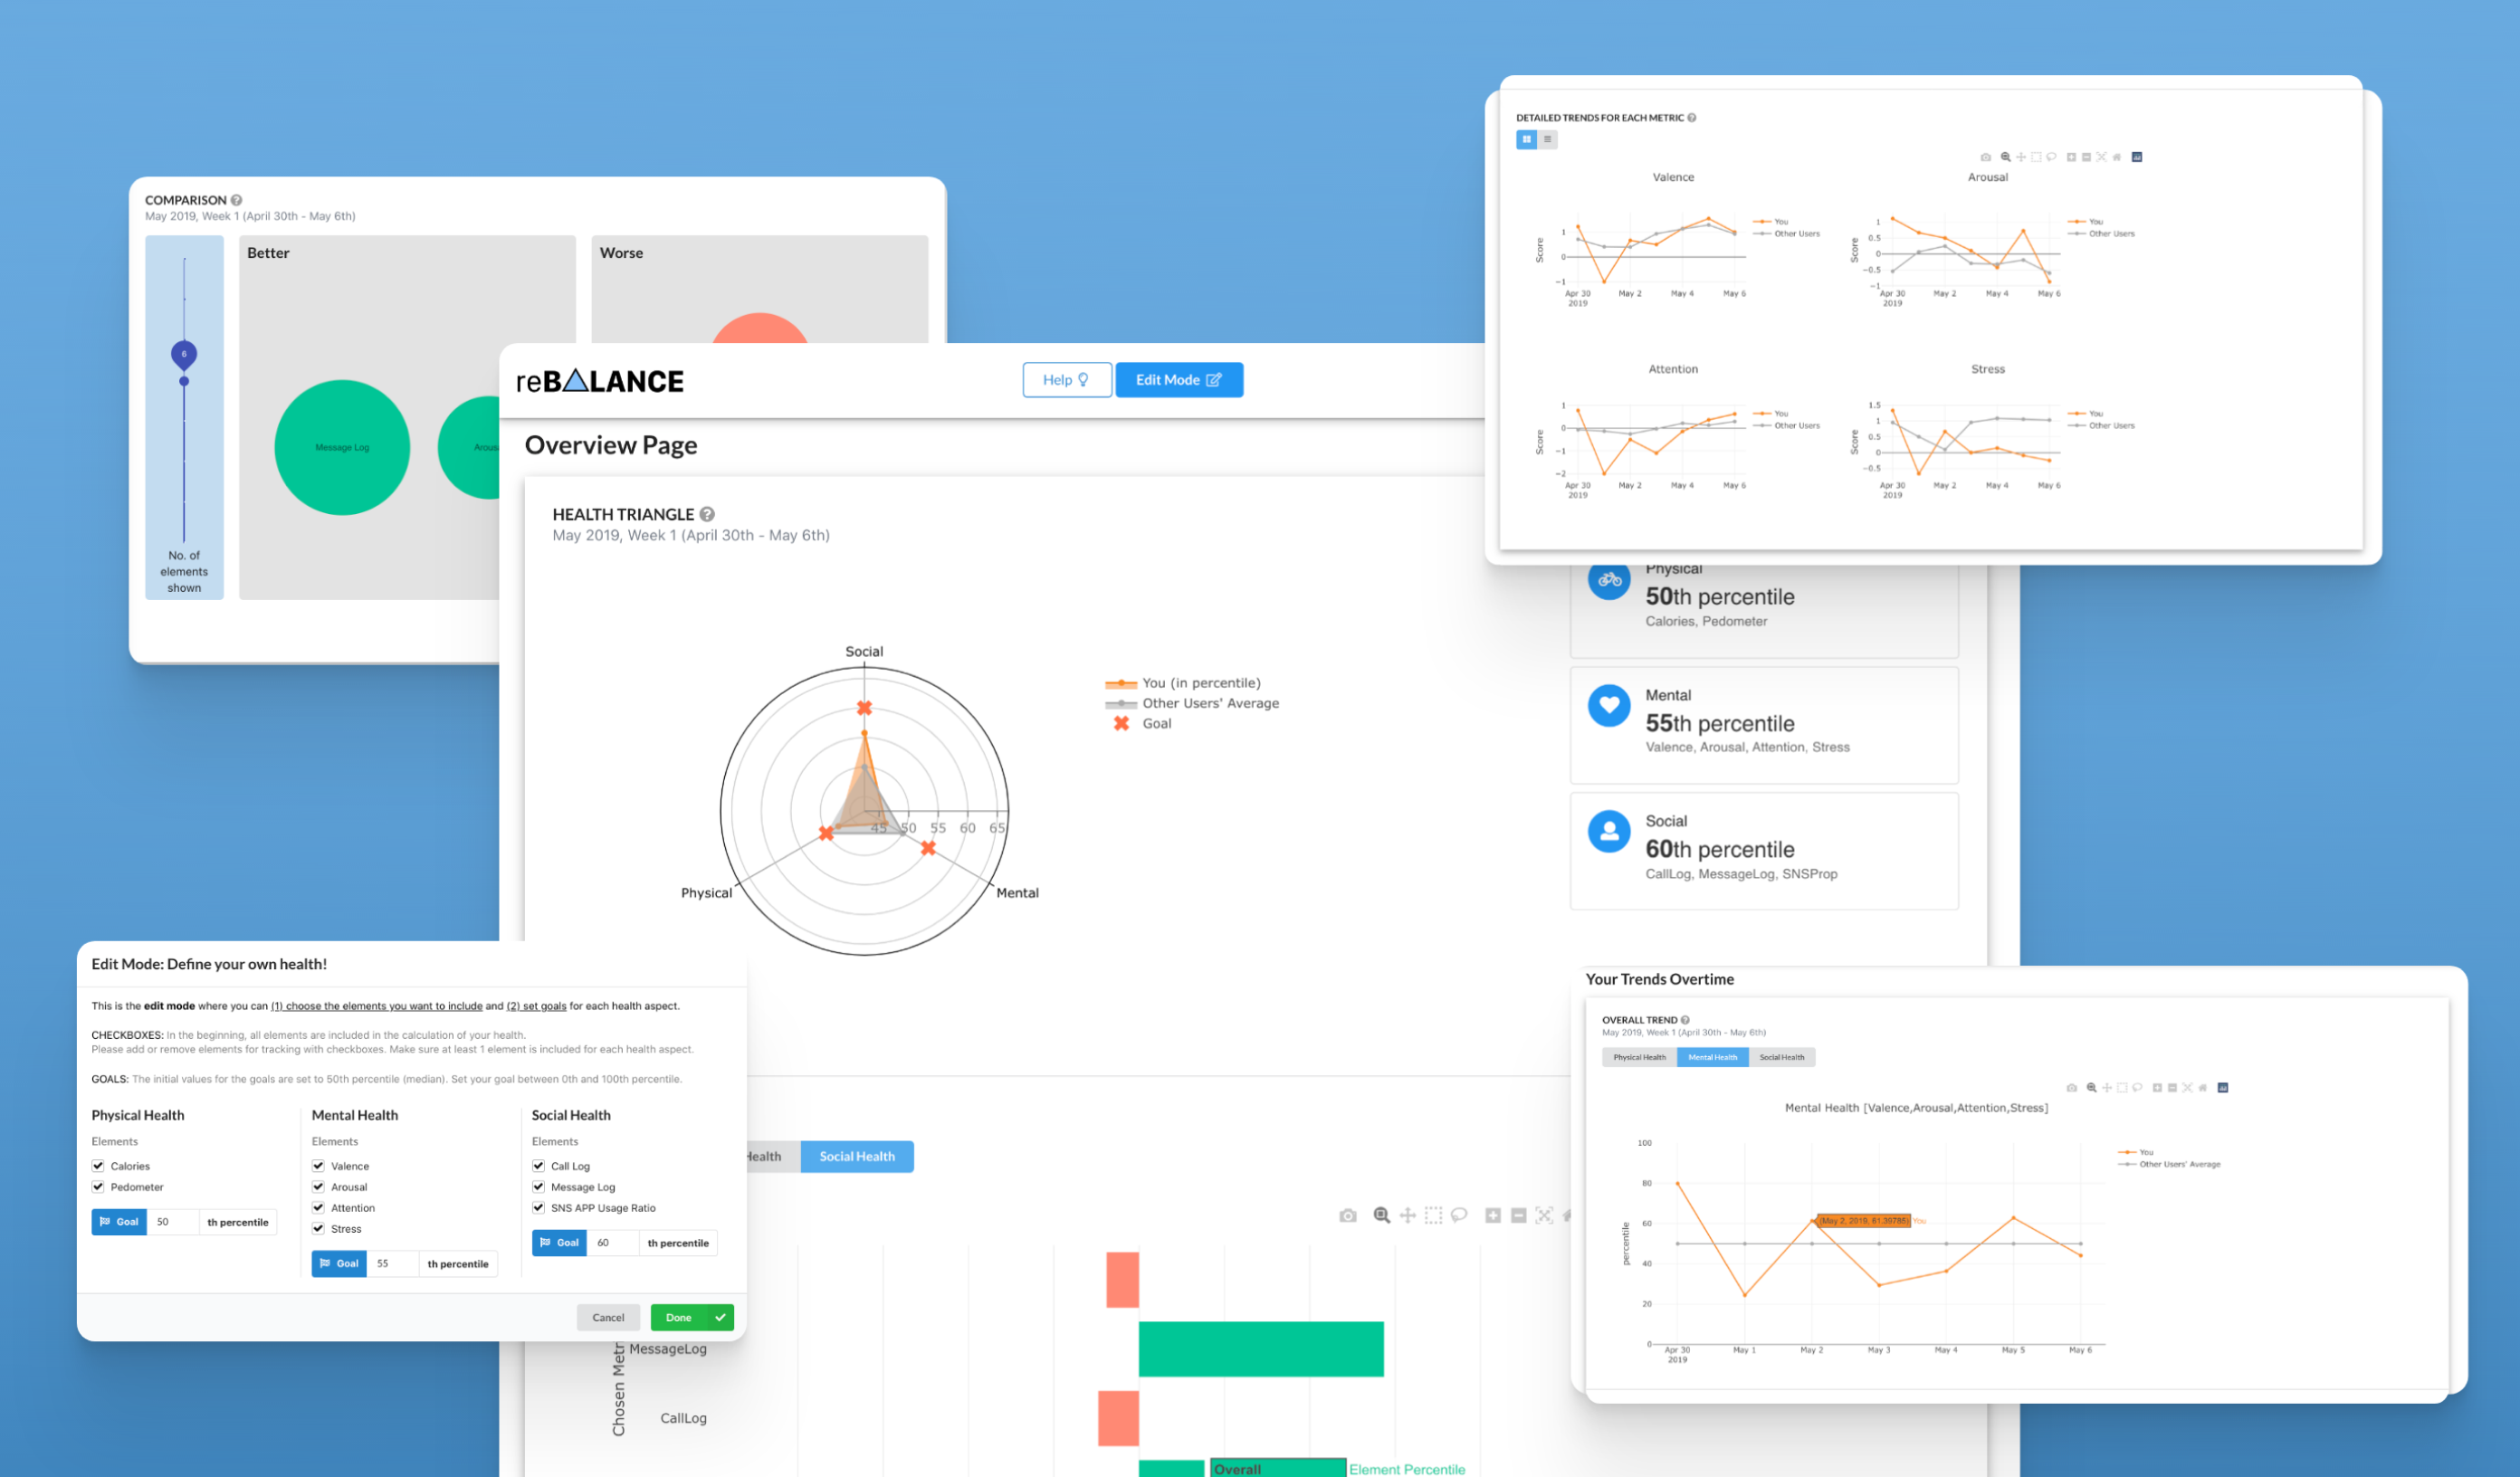 COMPARISON
May 2019, Week 1 (April 30th - May 6th)
Better
Worse
6
Message Log
No. of
elements
shown
reBALANCE
Help
Edit Mode
Overview Page
HEALTH TRIANGLE
May 2019, Week 1 (April 30th - May 6th)
Social
Physical
Mental
45 50 55 60 65
You (in percentile)
Other Users' Average
Goal
Physical
50th percentile
Calories, Pedometer
Mental
55th percentile
Valence, Arousal, Attention, Stress
Social
60th percentile
CallLog, MessageLog, SNSProp
DETAILED TRENDS FOR EACH METRIC
Valence
Score
1
0
−1
Apr 30
2019
May 2
May 4
May 6
You
Other Users
Arousal
Score
1
0.5
0
−0.5
−1
Apr 30
2019
May 2
May 4
May 6
You
Other Users
Attention
Score
1
0
−1
−2
Apr 30
2019
May 2
May 4
May 6
You
Other Users
Stress
Score
1.5
1
0.5
0
−0.5
Apr 30
2019
May 2
May 4
May 6
You
Other Users
Edit Mode: Define your own health!
This is the edit mode where you can (1) choose the elements you want to include and (2) set goals for each health aspect.
CHECKBOXES: In the beginning, all elements are included in the calculation of your health.
Please add or remove elements for tracking with checkboxes. Make sure at least 1 element is included for each health aspect.
GOALS: The initial values for the goals are set to 50th percentile (median). Set your goal between 0th and 100th percentile.
Physical Health
Elements
Calories
Pedometer
Goal 50 th percentile
Mental Health
Elements
Valence
Arousal
Attention
Stress
Goal 55 th percentile
Social Health
Elements
Call Log
Message Log
SNS APP Usage Ratio
Goal 60 th percentile
Cancel
Done
Social Health
MessageLog
CallLog
Overall
Element Percentile
Your Trends Overtime
OVERALL TREND
May 2019, Week 1 (April 30th - May 6th)
Physical Health
Mental Health
Social Health
Mental Health [Valence,Arousal,Attention,Stress]
percentile
100
80
60
40
20
0
Apr 30
2019
May 1
May 2
May 3
May 4
May 5
May 6
(May 2, 2019, 61.39786) You
You
Other Users' Average